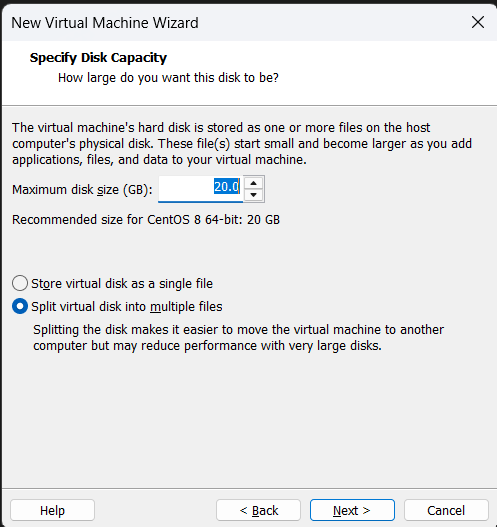 New Virtual Machine Wizard
Specify Disk Capacity
How large do you want this disk to be?
The virtual machine's hard disk is stored as one or more files on the host
computer's physical disk. These file(s) start small and become larger as you add
applications, files, and data to your virtual machine.
Maximum disk size (GB): 20.0
Recommended size for CentOS 8 64-bit: 20 GB
Store virtual disk as a single file
Split virtual disk into multiple files
Splitting the disk makes it easier to move the virtual machine to another
computer but may reduce performance with very large disks.
Help < Back Next > Cancel